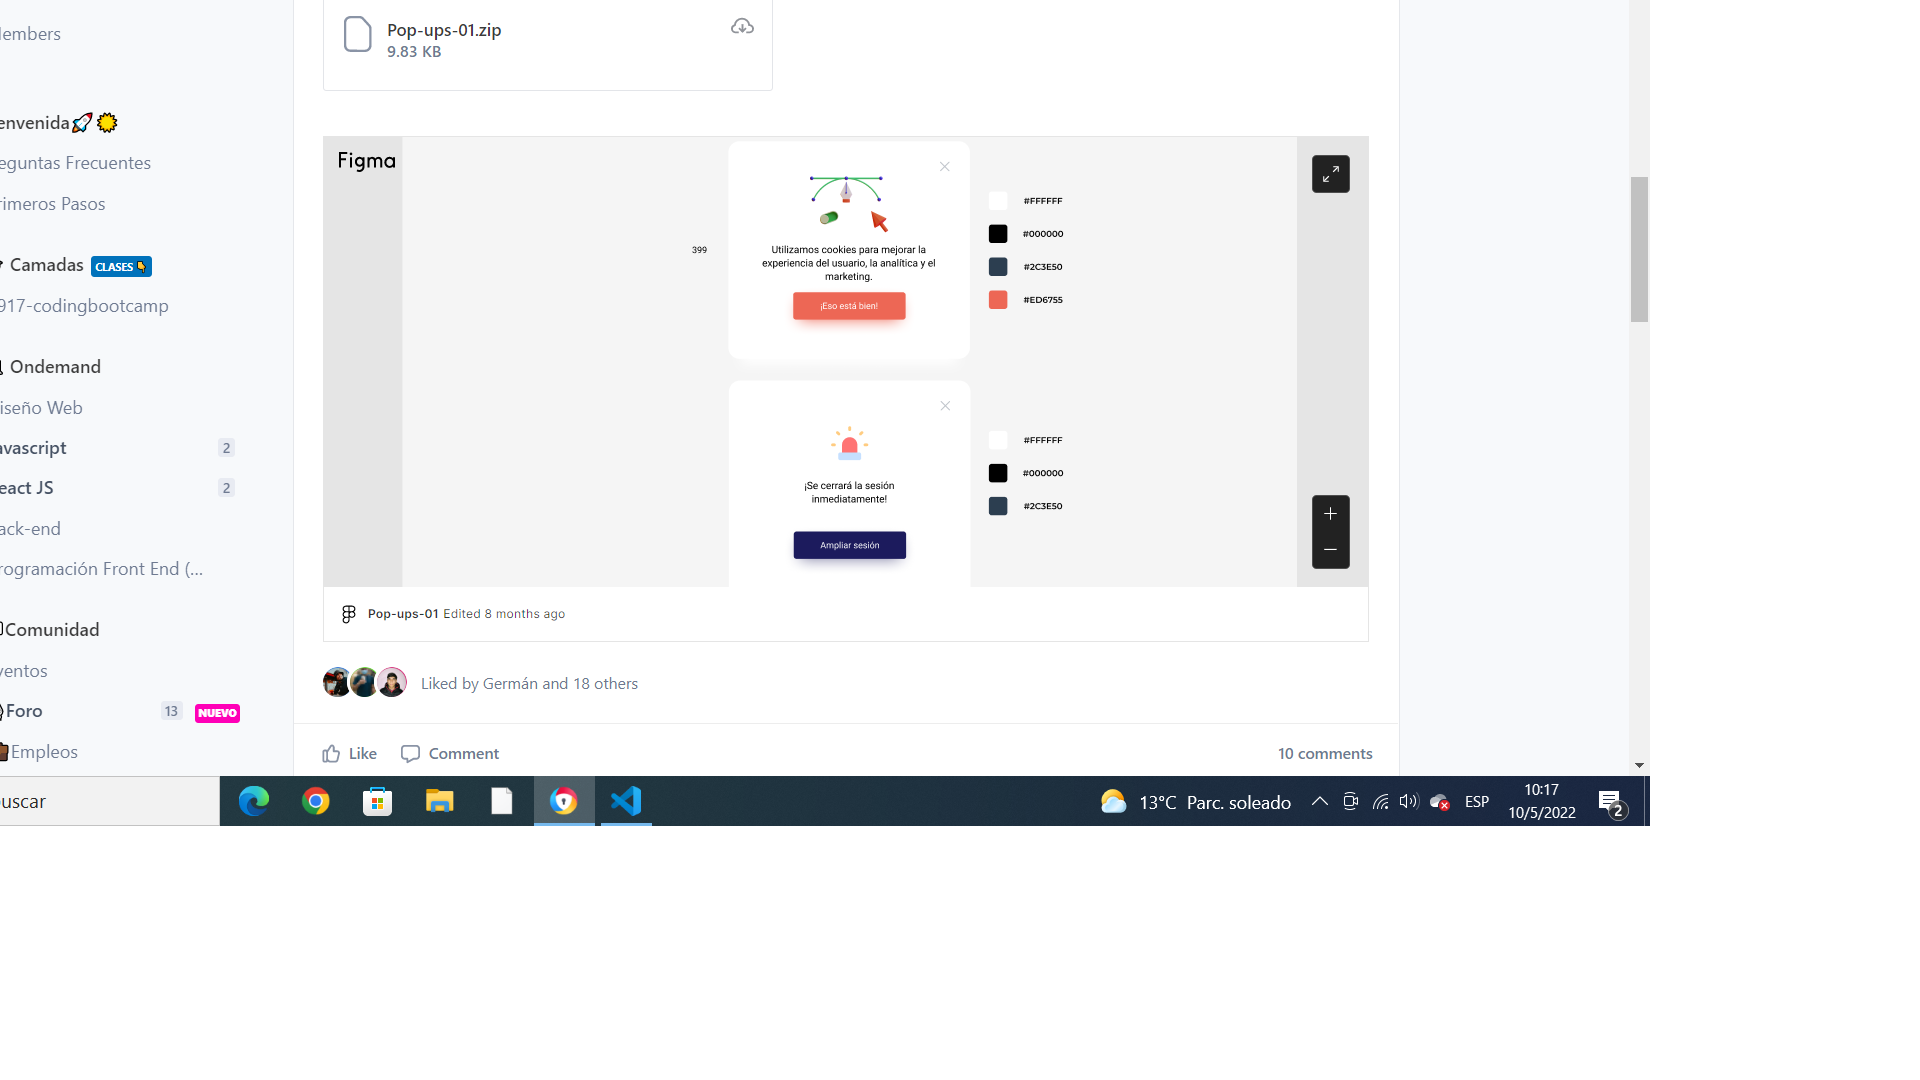 embers
envenida
eguntas Frecuentes
rimeros Pasos
Camadas CLASES
917-codingbootcamp
Ondemand
iseño Web
avascript 2
eact JS 2
ack-end
rogramación Front End (...
Comunidad
ventos
Foro 13 NUEVO
Empleos
Pop-ups-01.zip
9.83 KB
Figma
399
Utilizamos cookies para mejorar la
experiencia del usuario, la analítica y el
marketing.
¡Eso está bien!
#FFFFFF
#000000
#2C3E50
#ED6755
¡Se cerrará la sesión
inmediatamente!
Ampliar sesión
#FFFFFF
#000000
#2C3E50
Pop-ups-01 Edited 8 months ago
Liked by Germán and 18 others
Like Comment 10 comments
uscar
13°C Parc. soleado ESP
10:17
10/5/2022
2